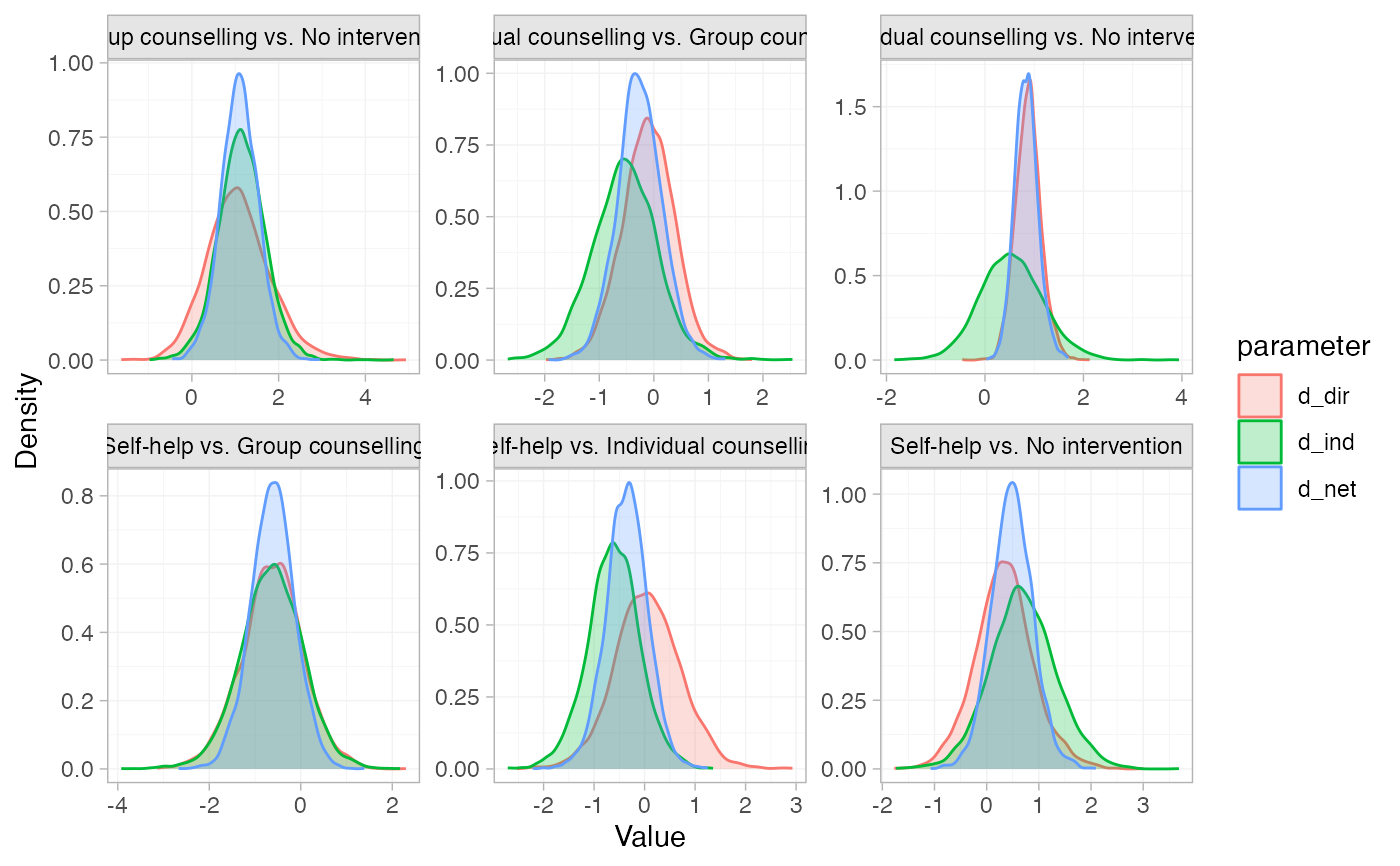 up counselling vs. No interven
ual counselling vs. Group coun
dual counselling vs. No interve
1.00
0.75
0.50
0.25
0.00
0 2 4
1.00
0.75
0.50
0.25
0.00
-2 -1 0 1 2
1.5
1.0
0.5
0.0
-2 0 2 4
Self-help vs. Group counselling
elf-help vs. Individual counsellin
Self-help vs. No intervention
0.8
0.6
0.4
0.2
0.0
-4 -2 0 2
1.00
0.75
0.50
0.25
0.00
-2 -1 0 1 2 3
1.00
0.75
0.50
0.25
0.00
-2 -1 0 1 2 3
Density
Value
parameter
d_dir
d_ind
d_net